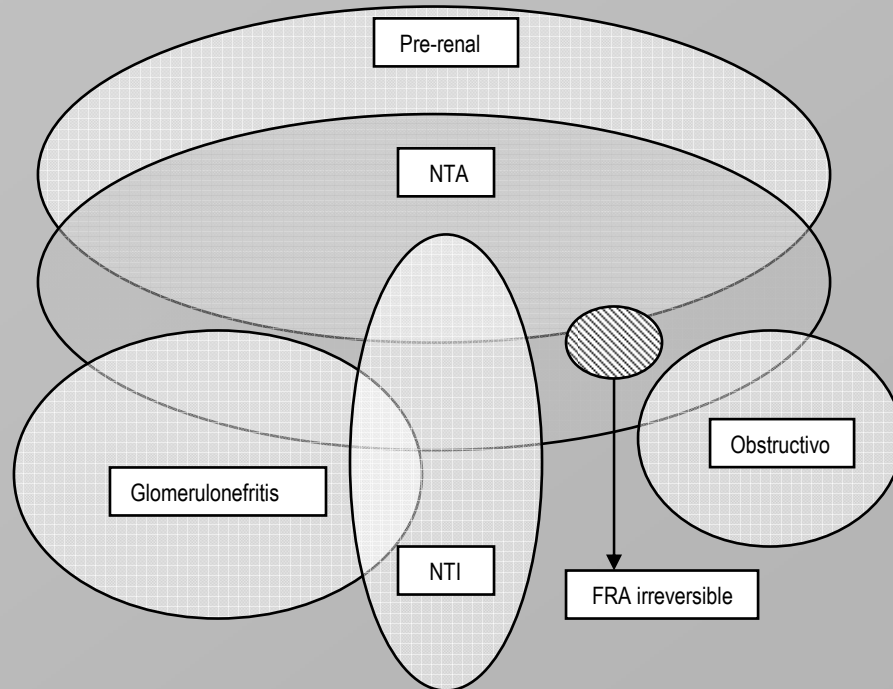 Pre-renal
NTA
Obstructivo
Glomerulonefritis
NTI
FRA irreversible